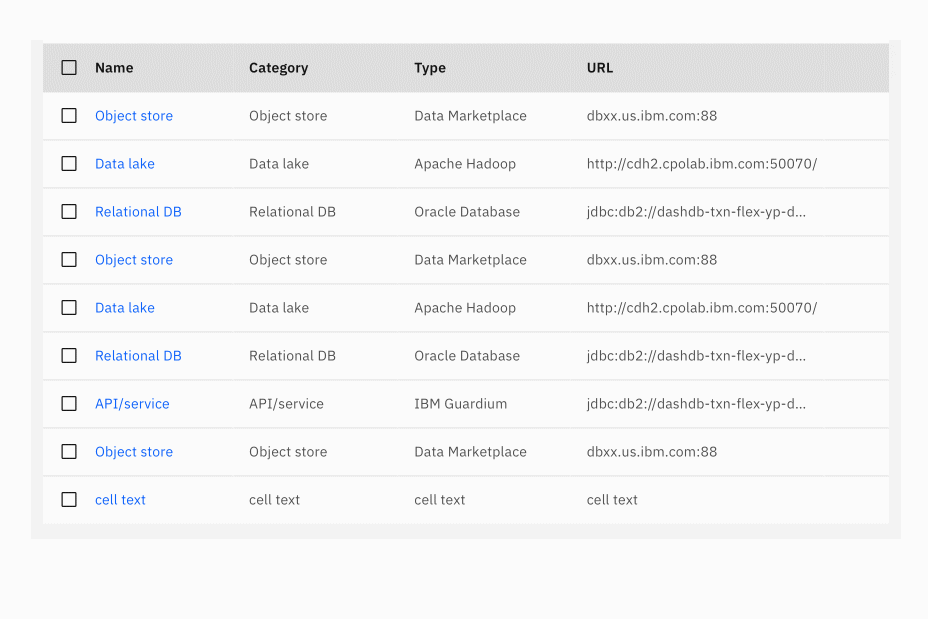 Name Category Type URL
Object store Object store Data Marketplace dbxx.us.ibm.com:88
Data lake Data lake Apache Hadoop http://cdh2.cpolab.ibm.com:50070/
Relational DB Relational DB Oracle Database jdbc:db2://dashdb-txn-flex-yp-d...
Object store Object store Data Marketplace dbxx.us.ibm.com:88
Data lake Data lake Apache Hadoop http://cdh2.cpolab.ibm.com:50070/
Relational DB Relational DB Oracle Database jdbc:db2://dashdb-txn-flex-yp-d...
API/service API/service IBM Guardium jdbc:db2://dashdb-txn-flex-yp-d...
Object store Object store Data Marketplace dbxx.us.ibm.com:88
cell text cell text cell text cell text